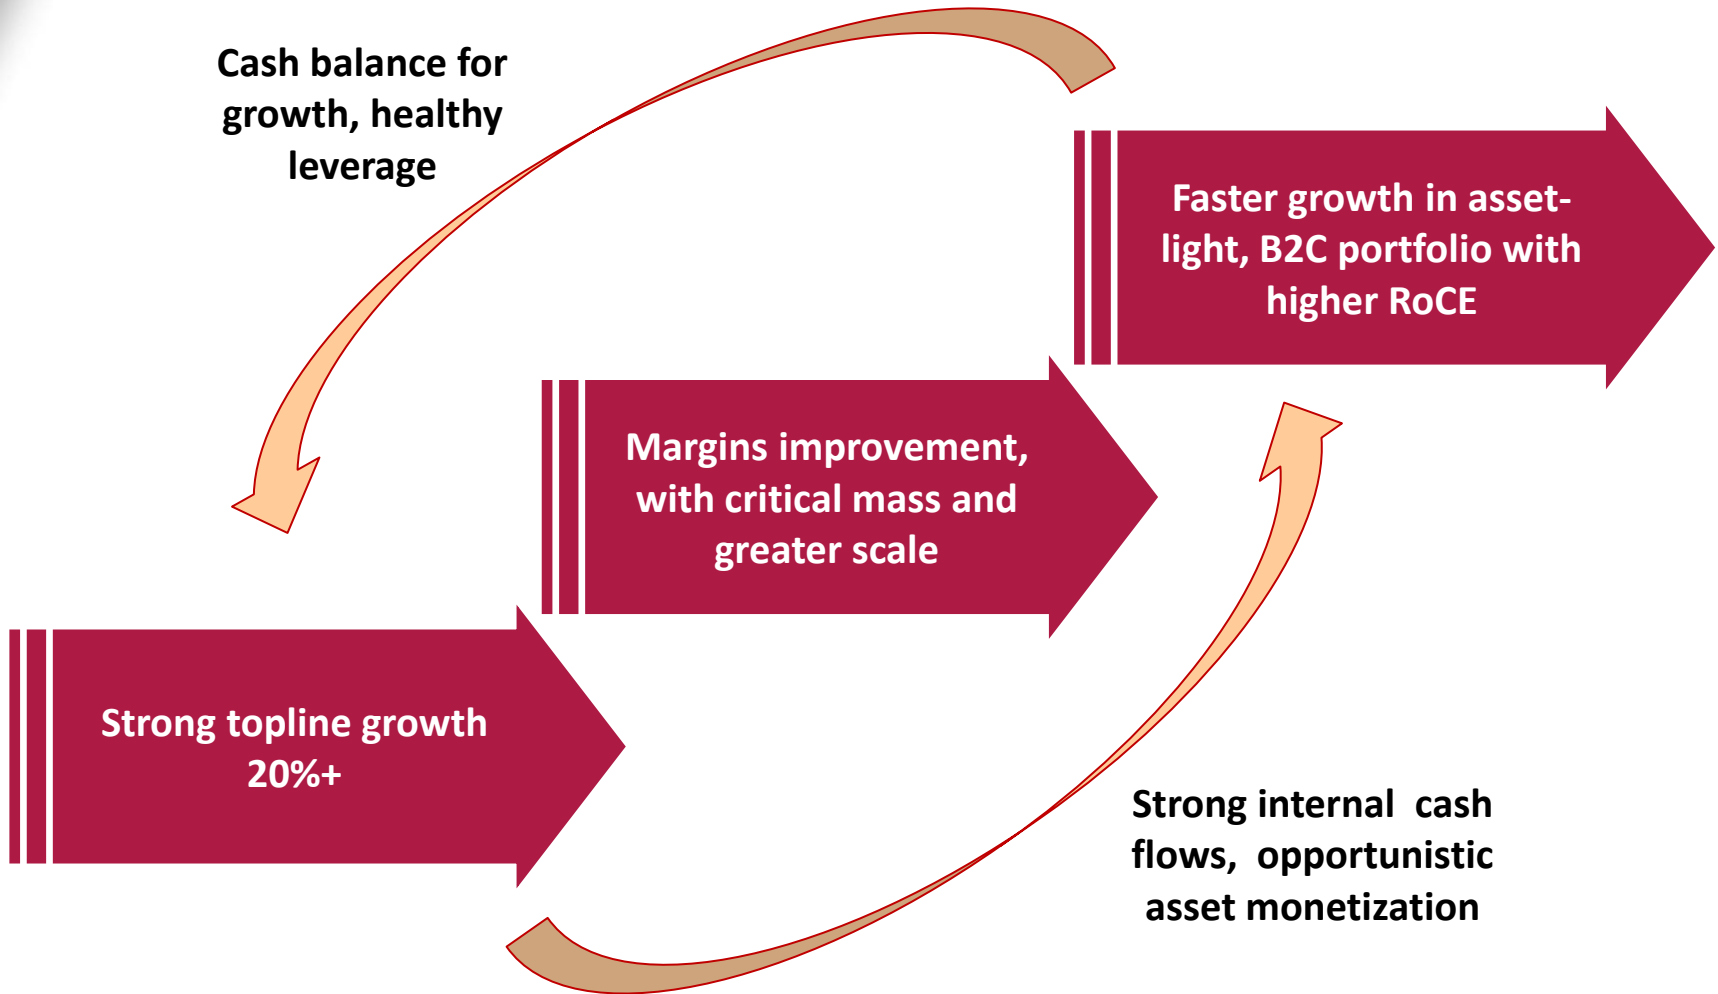 Cash balance for
growth, healthy
leverage
Faster growth in asset-
light, B2C portfolio with
higher RoCE
Margins improvement,
with critical mass and
greater scale
Strong topline growth
20%+
Strong internal  cash
flows,  opportunistic
asset monetization